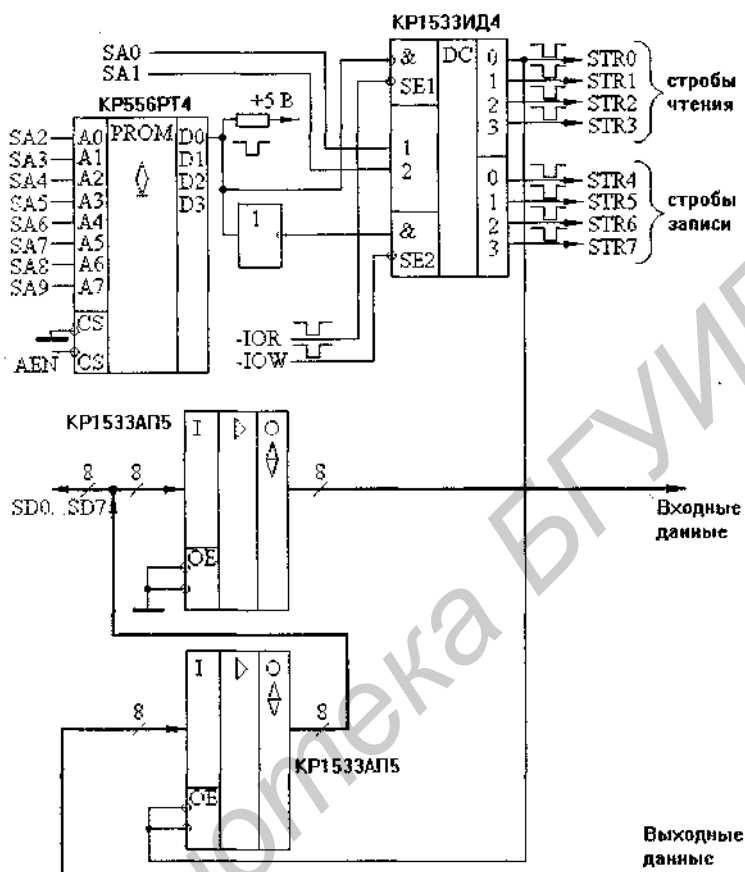 КР1533ИД4
SA0
SA1
КР556РТ4
+5 В
& DC 0 STR0
SE1 1 STR1
2 STR2
3 STR3
стробы
чтения
1
2
0 STR4
1 STR5
2 STR6
3 STR7
стробы
записи
&
SE2
SA2 A0 PROM D0
SA3 A1 D1
SA4 A2 D2
SA5 A3 D3
SA6 A4
SA7 A5
SA8 A6
SA9 A7
CS
AEN CS
1
-IOR
-IOW
КР1533АП5
I O
8 8 8
SD0...SD7
OE
Входные
данные
I O
8 8
КР1533АП5
OE
Выходные
данные
отека БГУИР